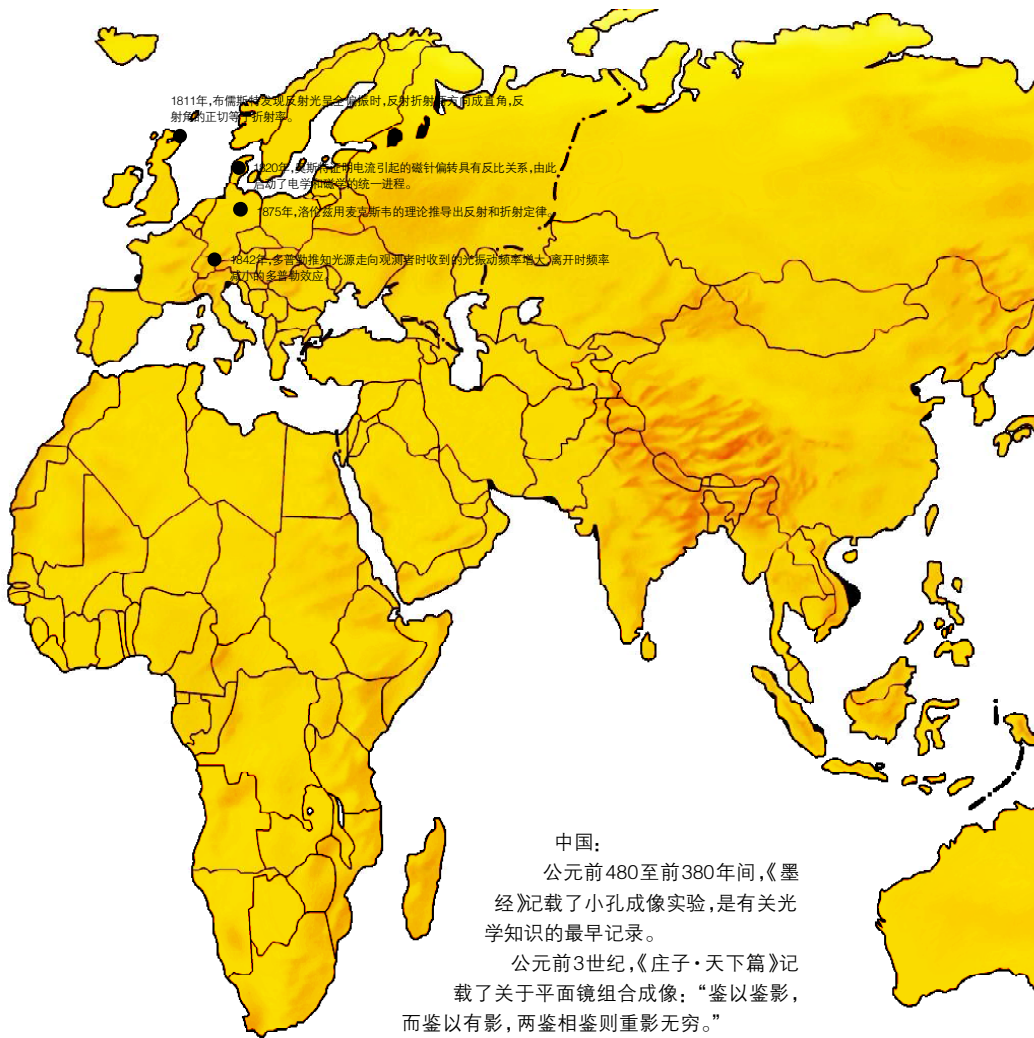 1811年，布儒斯特发现反射光呈全偏振时，反射折射两方向成直角，反
射角的正切等于折射率。
1820年，奥斯特证明电流引起的磁针偏转具有反比关系，由此
启动了电学和磁学的统一进程。
1875年，洛伦兹用麦克斯韦的理论推导出反射和折射定律。
1842年，多普勒推知光源走向观测者时收到的光振动频率增大，离开时频率
减小的多普勒效应。
中国：
公元前480至前380年间，《墨
经》记载了小孔成像实验，是有关光
学知识的最早记录。
公元前3世纪，《庄子·天下篇》记
载了关于平面镜组合成像：“鉴以鉴影，
而鉴以有影，两鉴相鉴则重影无穷。”